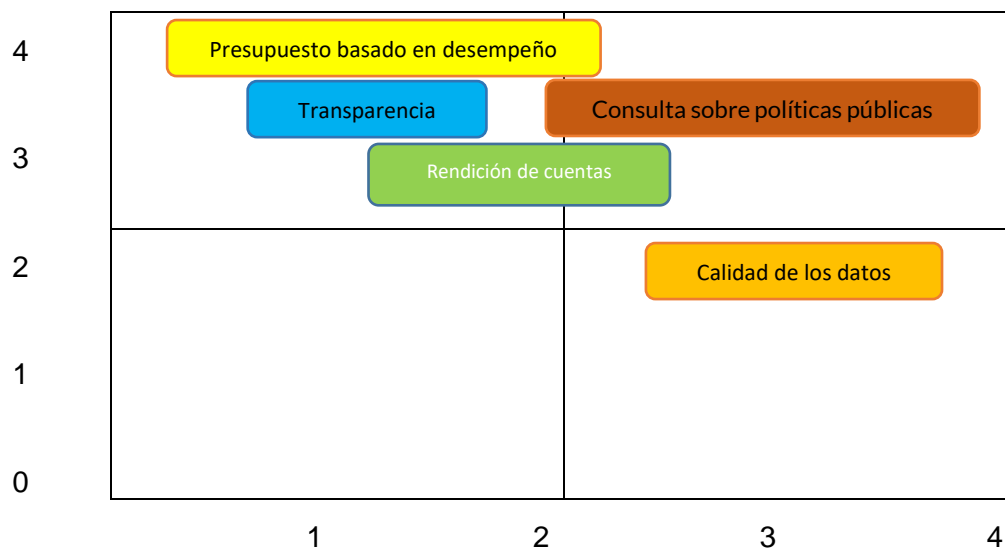 4
Presupuesto basado en desempeño
Transparencia
Consulta sobre políticas públicas
3
Rendición de cuentas
2
Calidad de los datos
1
0
1 2 3 4